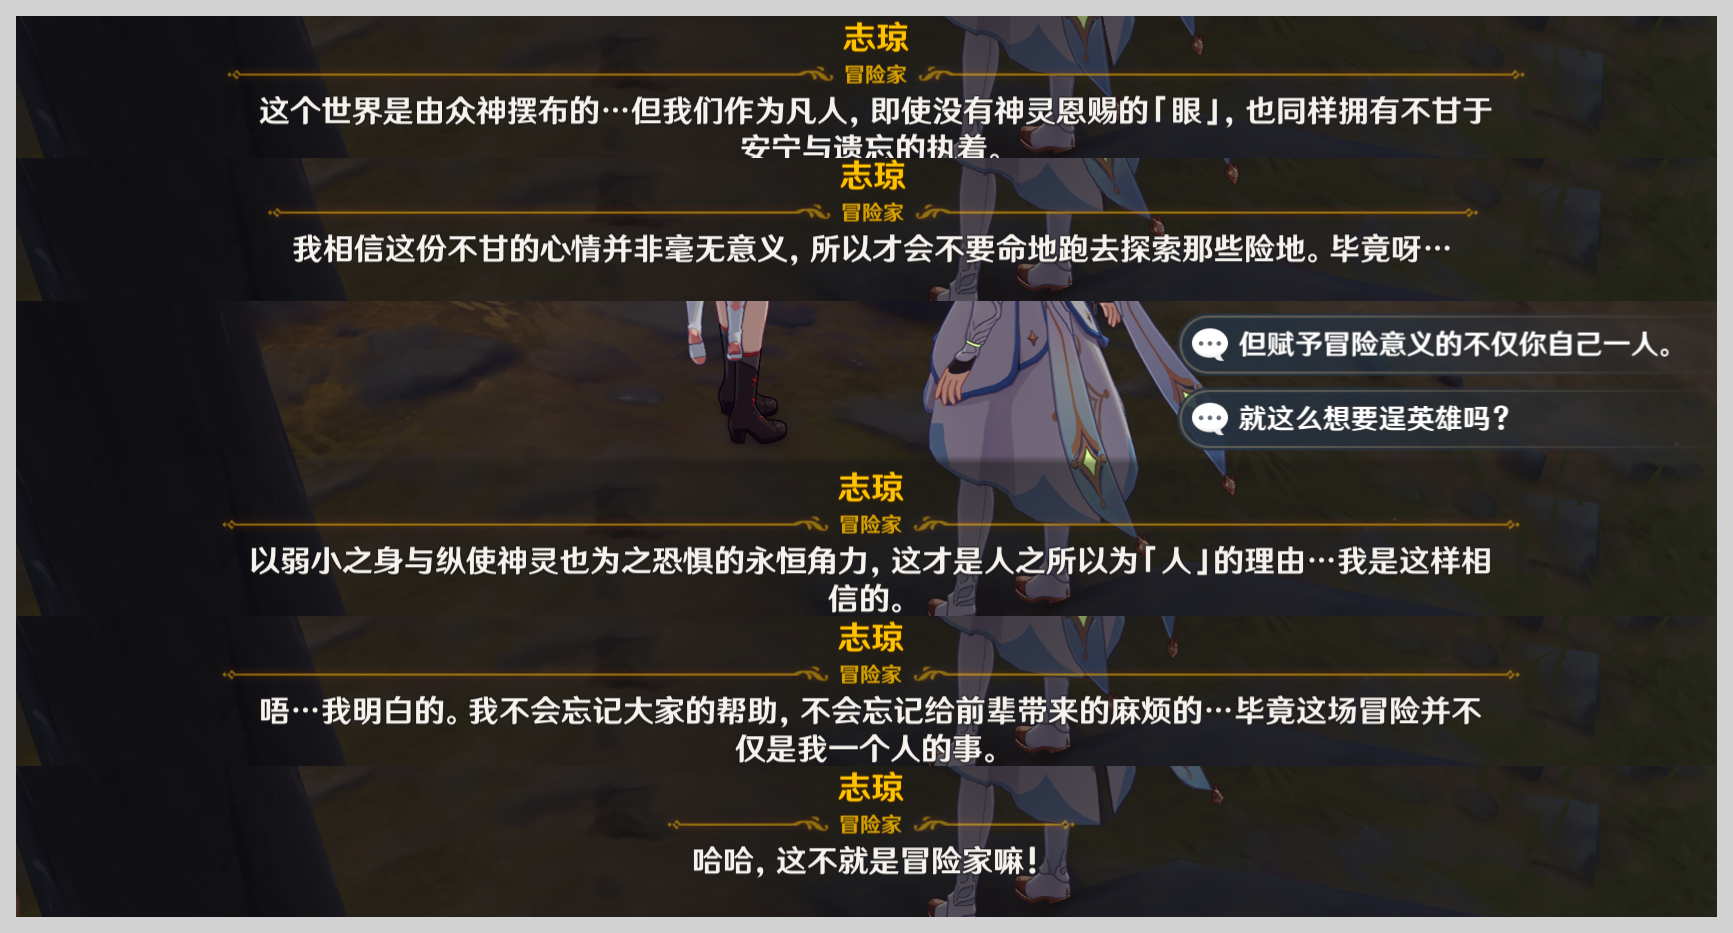 志琼
冒险家
这个世界是由众神摆布的…但我们作为凡人，即使没有神灵恩赐的「眼」，也同样拥有不甘于
安宁与遗忘的执着。
志琼
冒险家
我相信这份不甘的心情并非毫无意义，所以才会不要命地跑去探索那些险地。毕竟呀…
但赋予冒险意义的不仅你自己一人。
就这么想要逞英雄吗？
志琼
冒险家
以弱小之身与纵使神灵也为之恐惧的永恒角力，这才是人之所以为「人」的理由…我是这样相
信的。
志琼
冒险家
唔…我明白的。我不会忘记大家的帮助，不会忘记给前辈带来的麻烦的…毕竟这场冒险并不
仅是我一个人的事。
志琼
冒险家
哈哈，这不就是冒险家嘛！